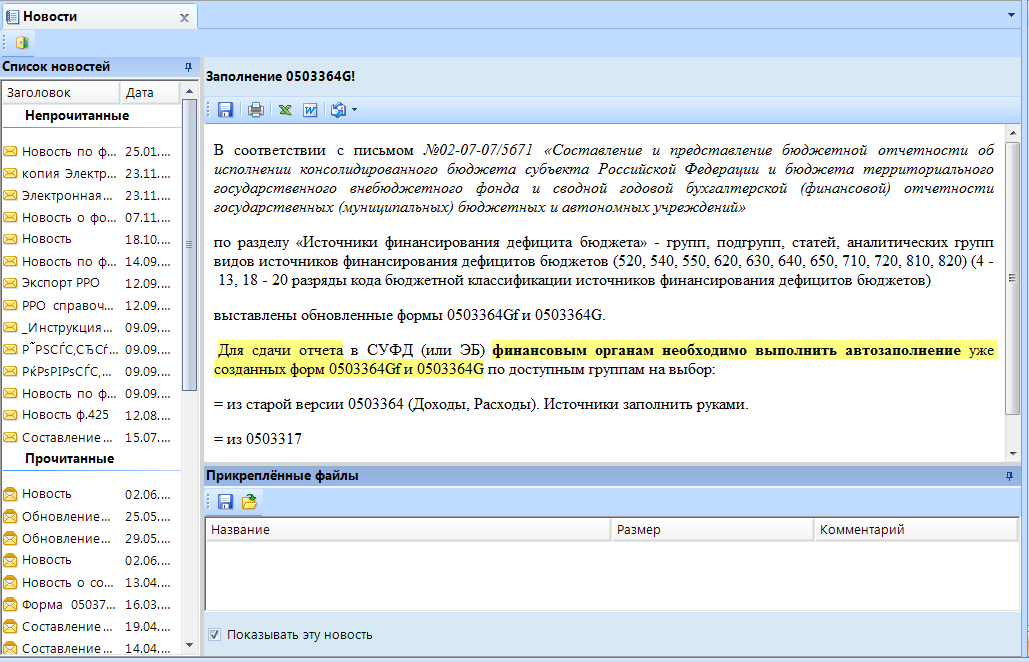 Новости
Список новостей
Заголовок Дата
Непрочитанные
Новость по ф... 25.01....
копия Электр... 23.11....
Электронная... 23.11....
Новость о фо... 07.11....
Новость 18.10....
Новость по ф... 14.09....
Экспорт РРО 12.09....
РРО справоч... 12.09....
_Инструкция... 09.09....
Р˜РЅСЃС‚СЂСѓ... 09.09....
РќРѕРІРѕСЃС‚... 09.09....
Новость по ф... 09.09....
Новость ф.425 12.08....
Составление ... 15.07....
Прочитанные
Новость 02.06....
Обновление... 25.05....
Обновление... 29.05....
Новость 02.06....
Новость о со... 13.04....
Форма 05037... 16.03....
Составление ... 19.04....
Составление ... 14.04....
Заполнение 0503364G!
В соответствии с письмом №02-07-07/5671 «Составление и представление бюджетной отчетности об
исполнении консолидированного бюджета субъекта Российской Федерации и бюджета территориального
государственного внебюджетного фонда и сводной годовой бухгалтерской (финансовой) отчетности
государственных (муниципальных) бюджетных и автономных учреждений»
по разделу «Источники финансирования дефицита бюджета» - групп, подгрупп, статей, аналитических групп
видов источников финансирования дефицитов бюджетов (520, 540, 550, 620, 630, 640, 650, 710, 720, 810, 820) (4 -
13, 18 - 20 разряды кода бюджетной классификации источников финансирования дефицитов бюджетов)
выставлены обновленные формы 0503364Gf и 0503364G.
Для сдачи отчета в СУФД (или ЭБ) финансовым органам необходимо выполнить автозаполнение уже
созданных форм 0503364Gf и 0503364G по доступным группам на выбор:
= из старой версии 0503364 (Доходы, Расходы). Источники заполнить руками.
= из 0503317
Прикреплённые файлы
Название Размер Комментарий
Показывать эту новость